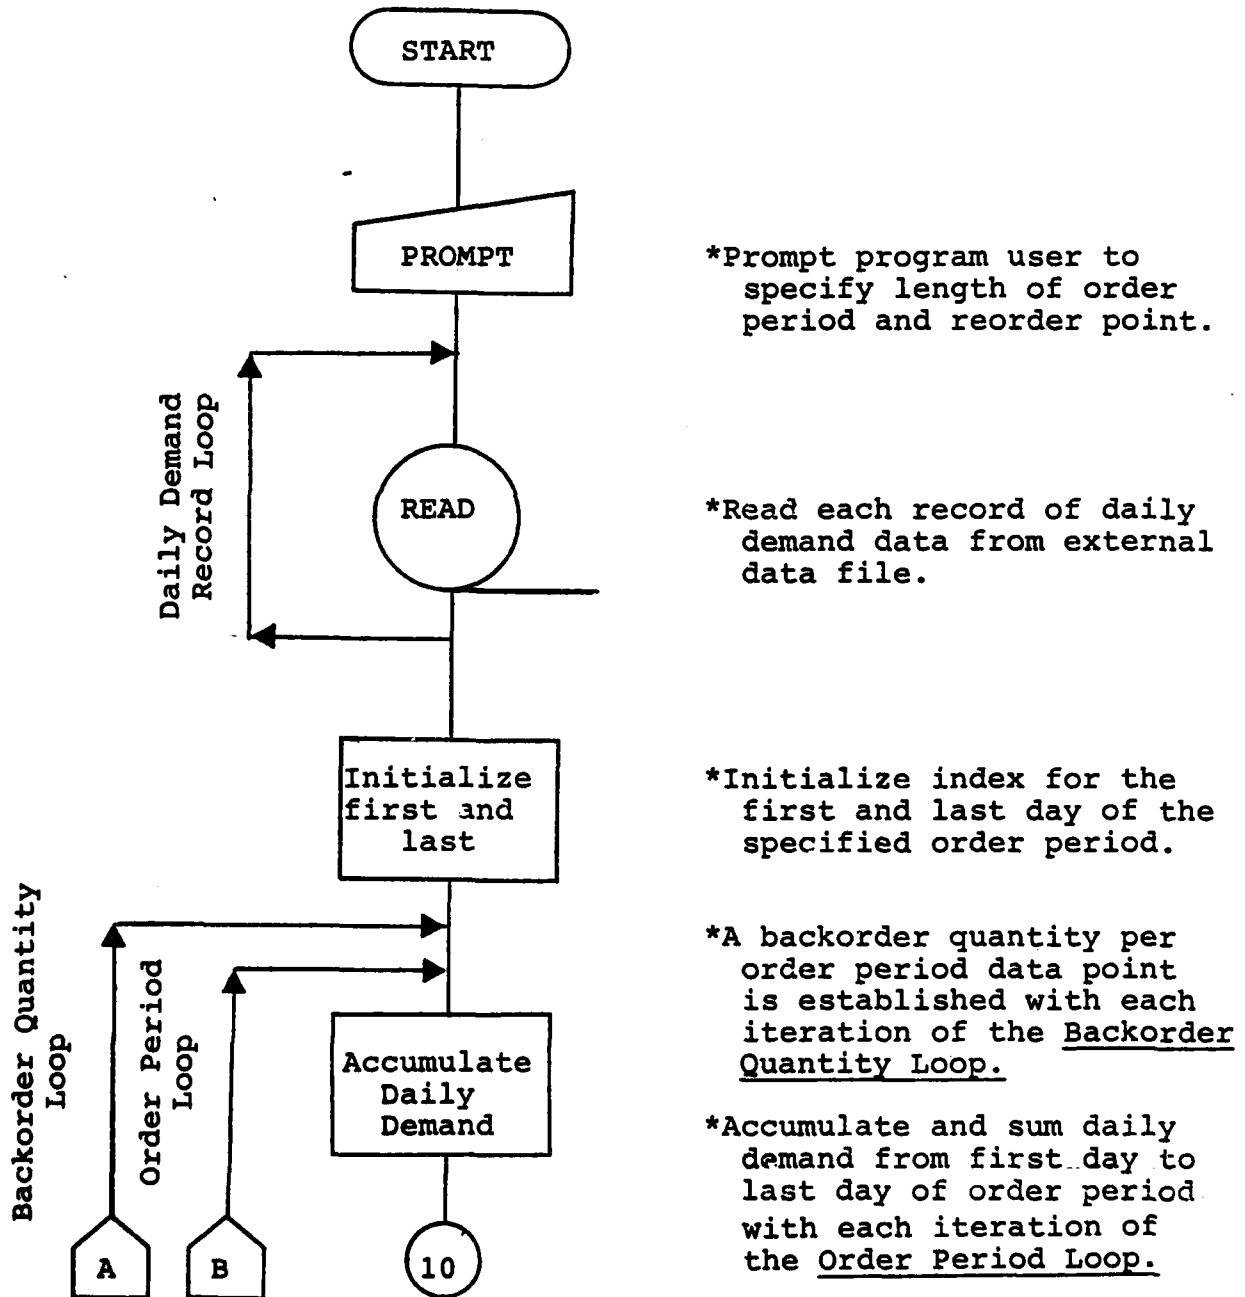 START
PROMPT
*Prompt program user to
specify length of order
period and reorder point.
Daily Demand
Record Loop
READ
*Read each record of daily
demand data from external
data file.
Initialize
first and
last
*Initialize index for the
first and last day of the
specified order period.
Backorder Quantity
Loop
Order Period
Loop
*A backorder quantity per
order period data point
is established with each
iteration of the Backorder
Quantity Loop.
Accumulate
Daily
Demand
*Accumulate and sum daily
demand from first day to
last day of order period
with each iteration of
the Order Period Loop.
A
B
10